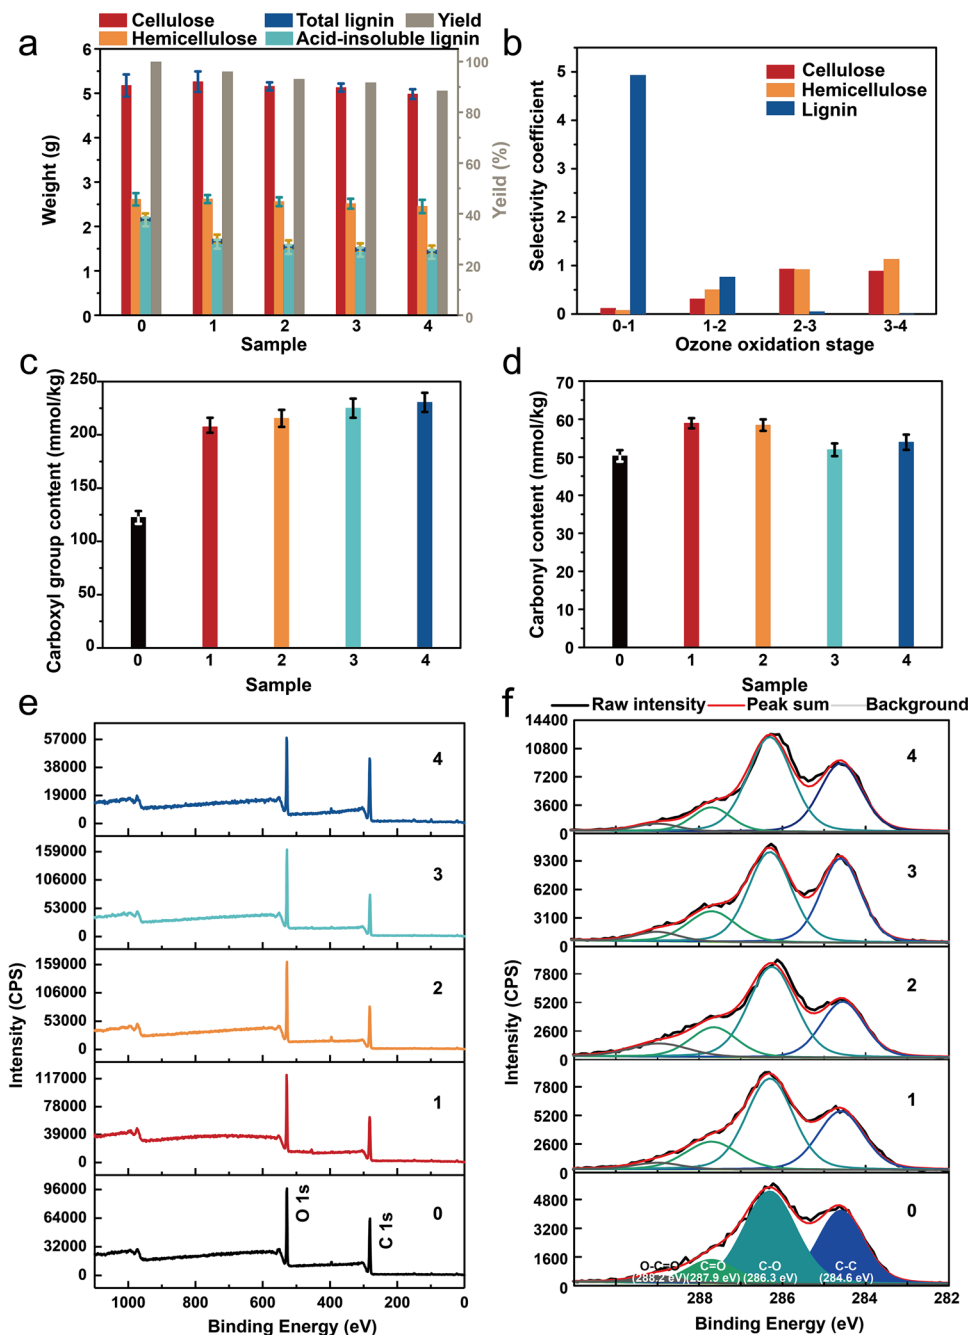 a
Cellulose Total lignin Yield
Hemicellulose Acid-insoluble lignin
6
5
4
3
2
1
0
Weight (g)
100
80
60
40
20
0
Yeild (%)
0 1 2 3 4
Sample
b
Cellulose
Hemicellulose
Lignin
5
4
3
2
1
0
Selectivity coefficient
0-1 1-2 2-3 3-4
Ozone oxidation stage
c
250
200
150
100
50
0
Carboxyl group content (mmol/kg)
0 1 2 3 4
Sample
d
70
60
50
40
30
20
10
0
Carbonyl content (mmol/kg)
0 1 2 3 4
Sample
e
57000
38000
19000
0
4
159000
106000
53000
0
3
159000
106000
53000
0
2
117000
78000
39000
0
1
96000
64000
32000
0
0
O 1s
C 1s
Intensity (CPS)
1000 800 600 400 200 0
Binding Energy (eV)
f
Raw intensity Peak sum Background
14400
10800
7200
3600
0
4
9300
6200
3100
0
3
7800
5200
2600
0
2
7800
5200
2600
0
1
4800
3200
1600
0
0
O-C=O C=O C-O C-C
(288.2 eV) (287.9 eV) (286.3 eV) (284.6 eV)
Intensity (CPS)
288 286 284 282
Binding Energy (eV)